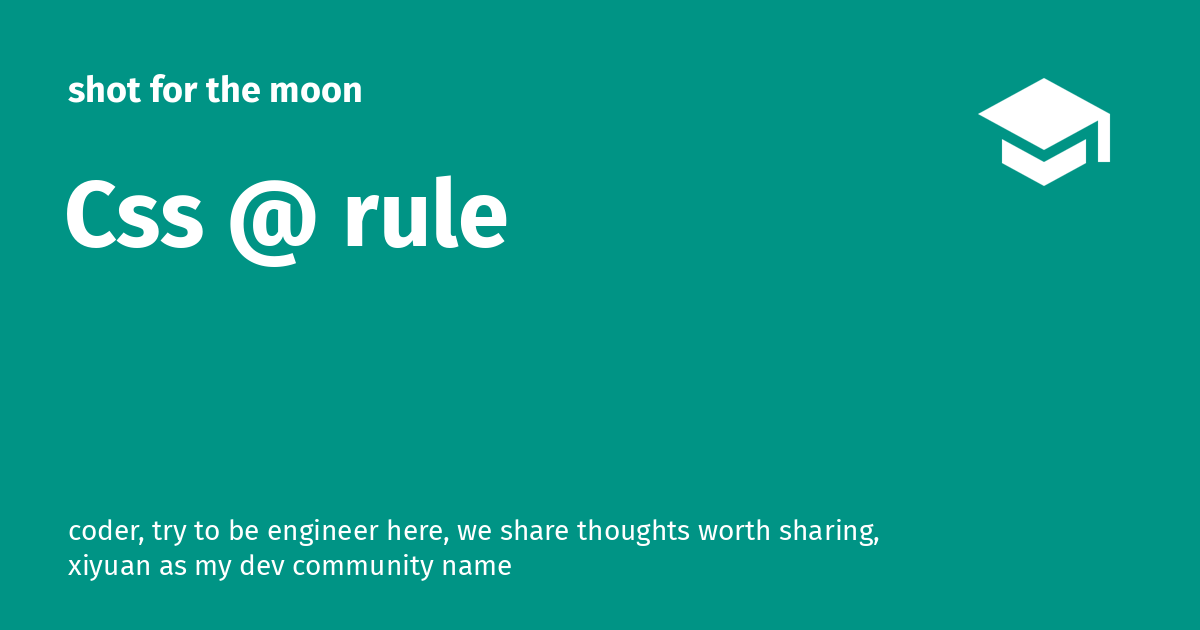 shot for the moon
Css @ rule
coder, try to be engineer here, we share thoughts worth sharing,
xiyuan as my dev community name